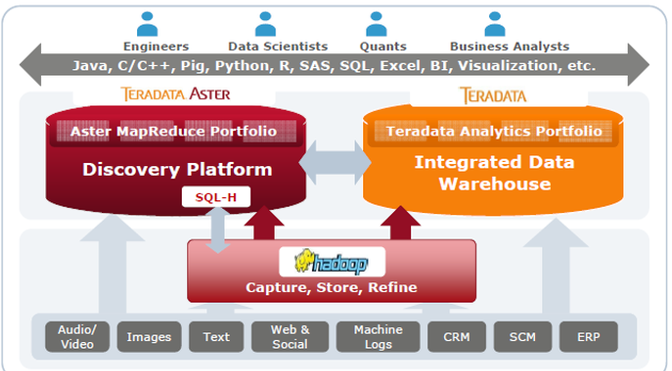 Engineers
Data Scientists
Quants
Business Analysts
Java, C/C++, Pig, Python, R, SAS, SQL, Excel, BI, Visualization, etc.
TERADATA ASTER
TERADATA
Aster MapReduce Portfolio
Teradata Analytics Portfolio
Discovery Platform
Integrated Data
Warehouse
SQL-H
hadoop
Capture, Store, Refine
Audio/
Video
Images
Text
Web &
Social
Machine
Logs
CRM
SCM
ERP